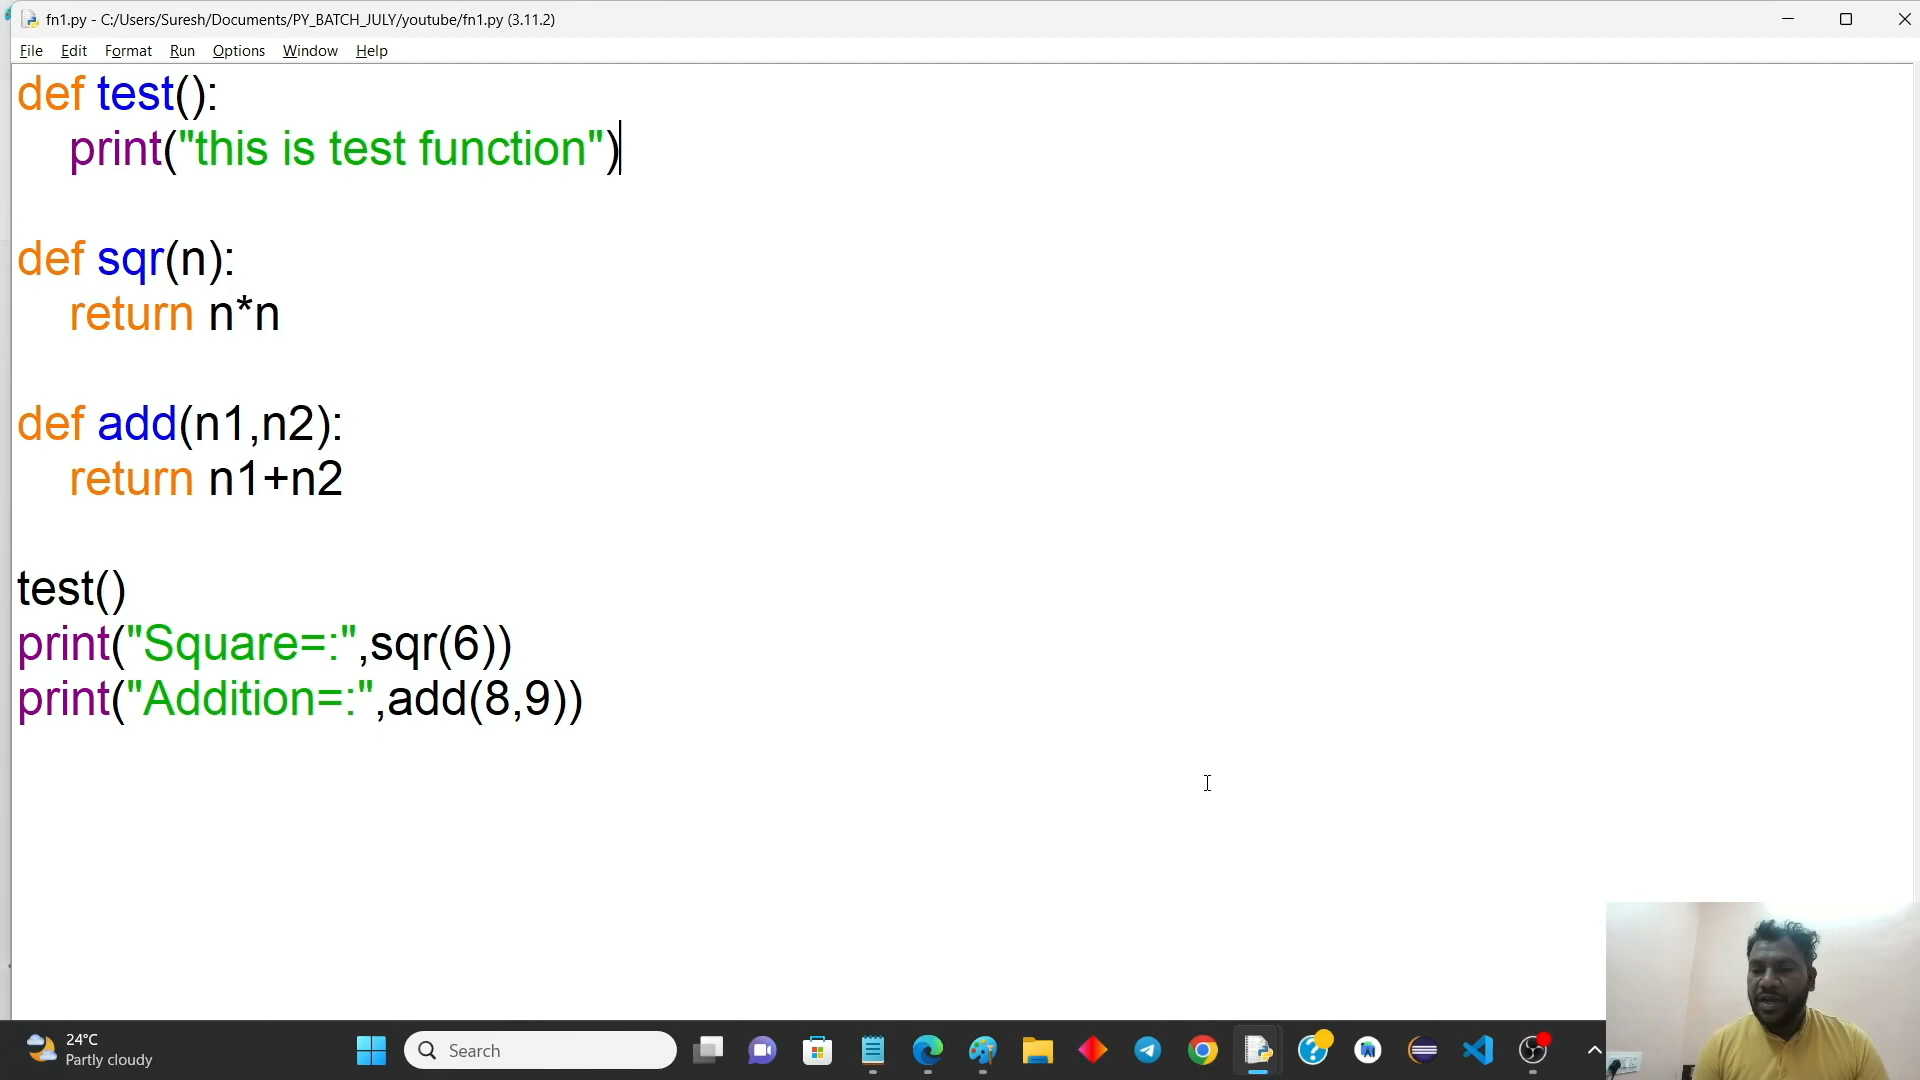 fn1.py - C:/Users/Suresh/Documents/PY_BATCH_JULY/youtube/fn1.py (3.11.2)
File Edit Format Run Options Window Help
def test():
    print("this is test function")
def sqr(n):
    return n*n
def add(n1,n2):
    return n1+n2
test()
print("Square=:",sqr(6))
print("Addition=:",add(8,9))
24°C
Partly cloudy
Search